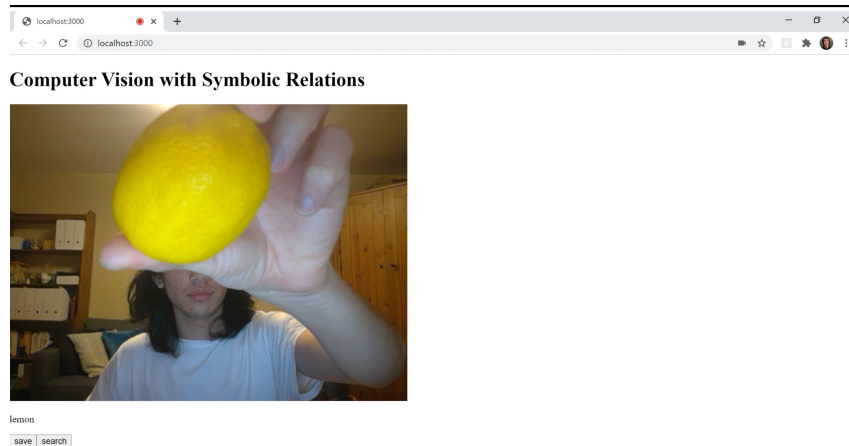 localhost:3000
localhost:3000
Computer Vision with Symbolic Relations
lemon
save search